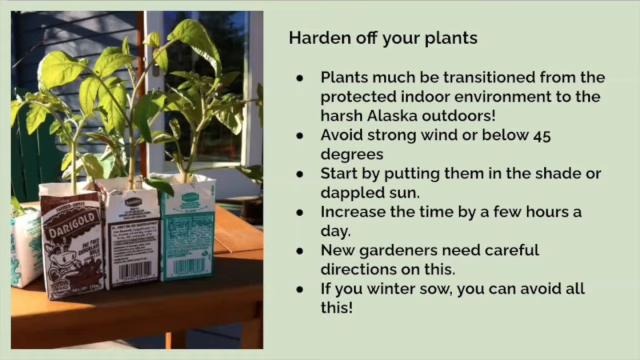 Harden off your plants
● Plants much be transitioned from the
protected indoor environment to the
harsh Alaska outdoors!
● Avoid strong wind or below 45
degrees
● Start by putting them in the shade or
dappled sun.
● Increase the time by a few hours a
day.
● New gardeners need careful
directions on this.
● If you winter sow, you can avoid all
this!
DARIGOLD